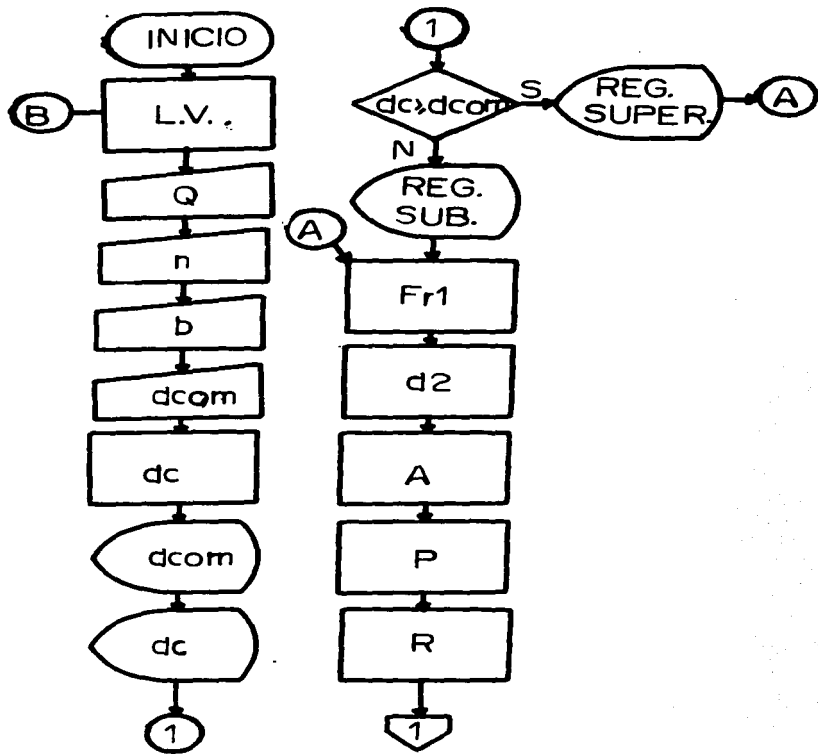 INICIO
B
L.V.
Q
n
b
dcom
dc
dcom
dc
1
1
dc>,dcom
S
REG.
SUPER.
A
N
REG.
SUB.
A
Fr1
d2
A
P
R
1